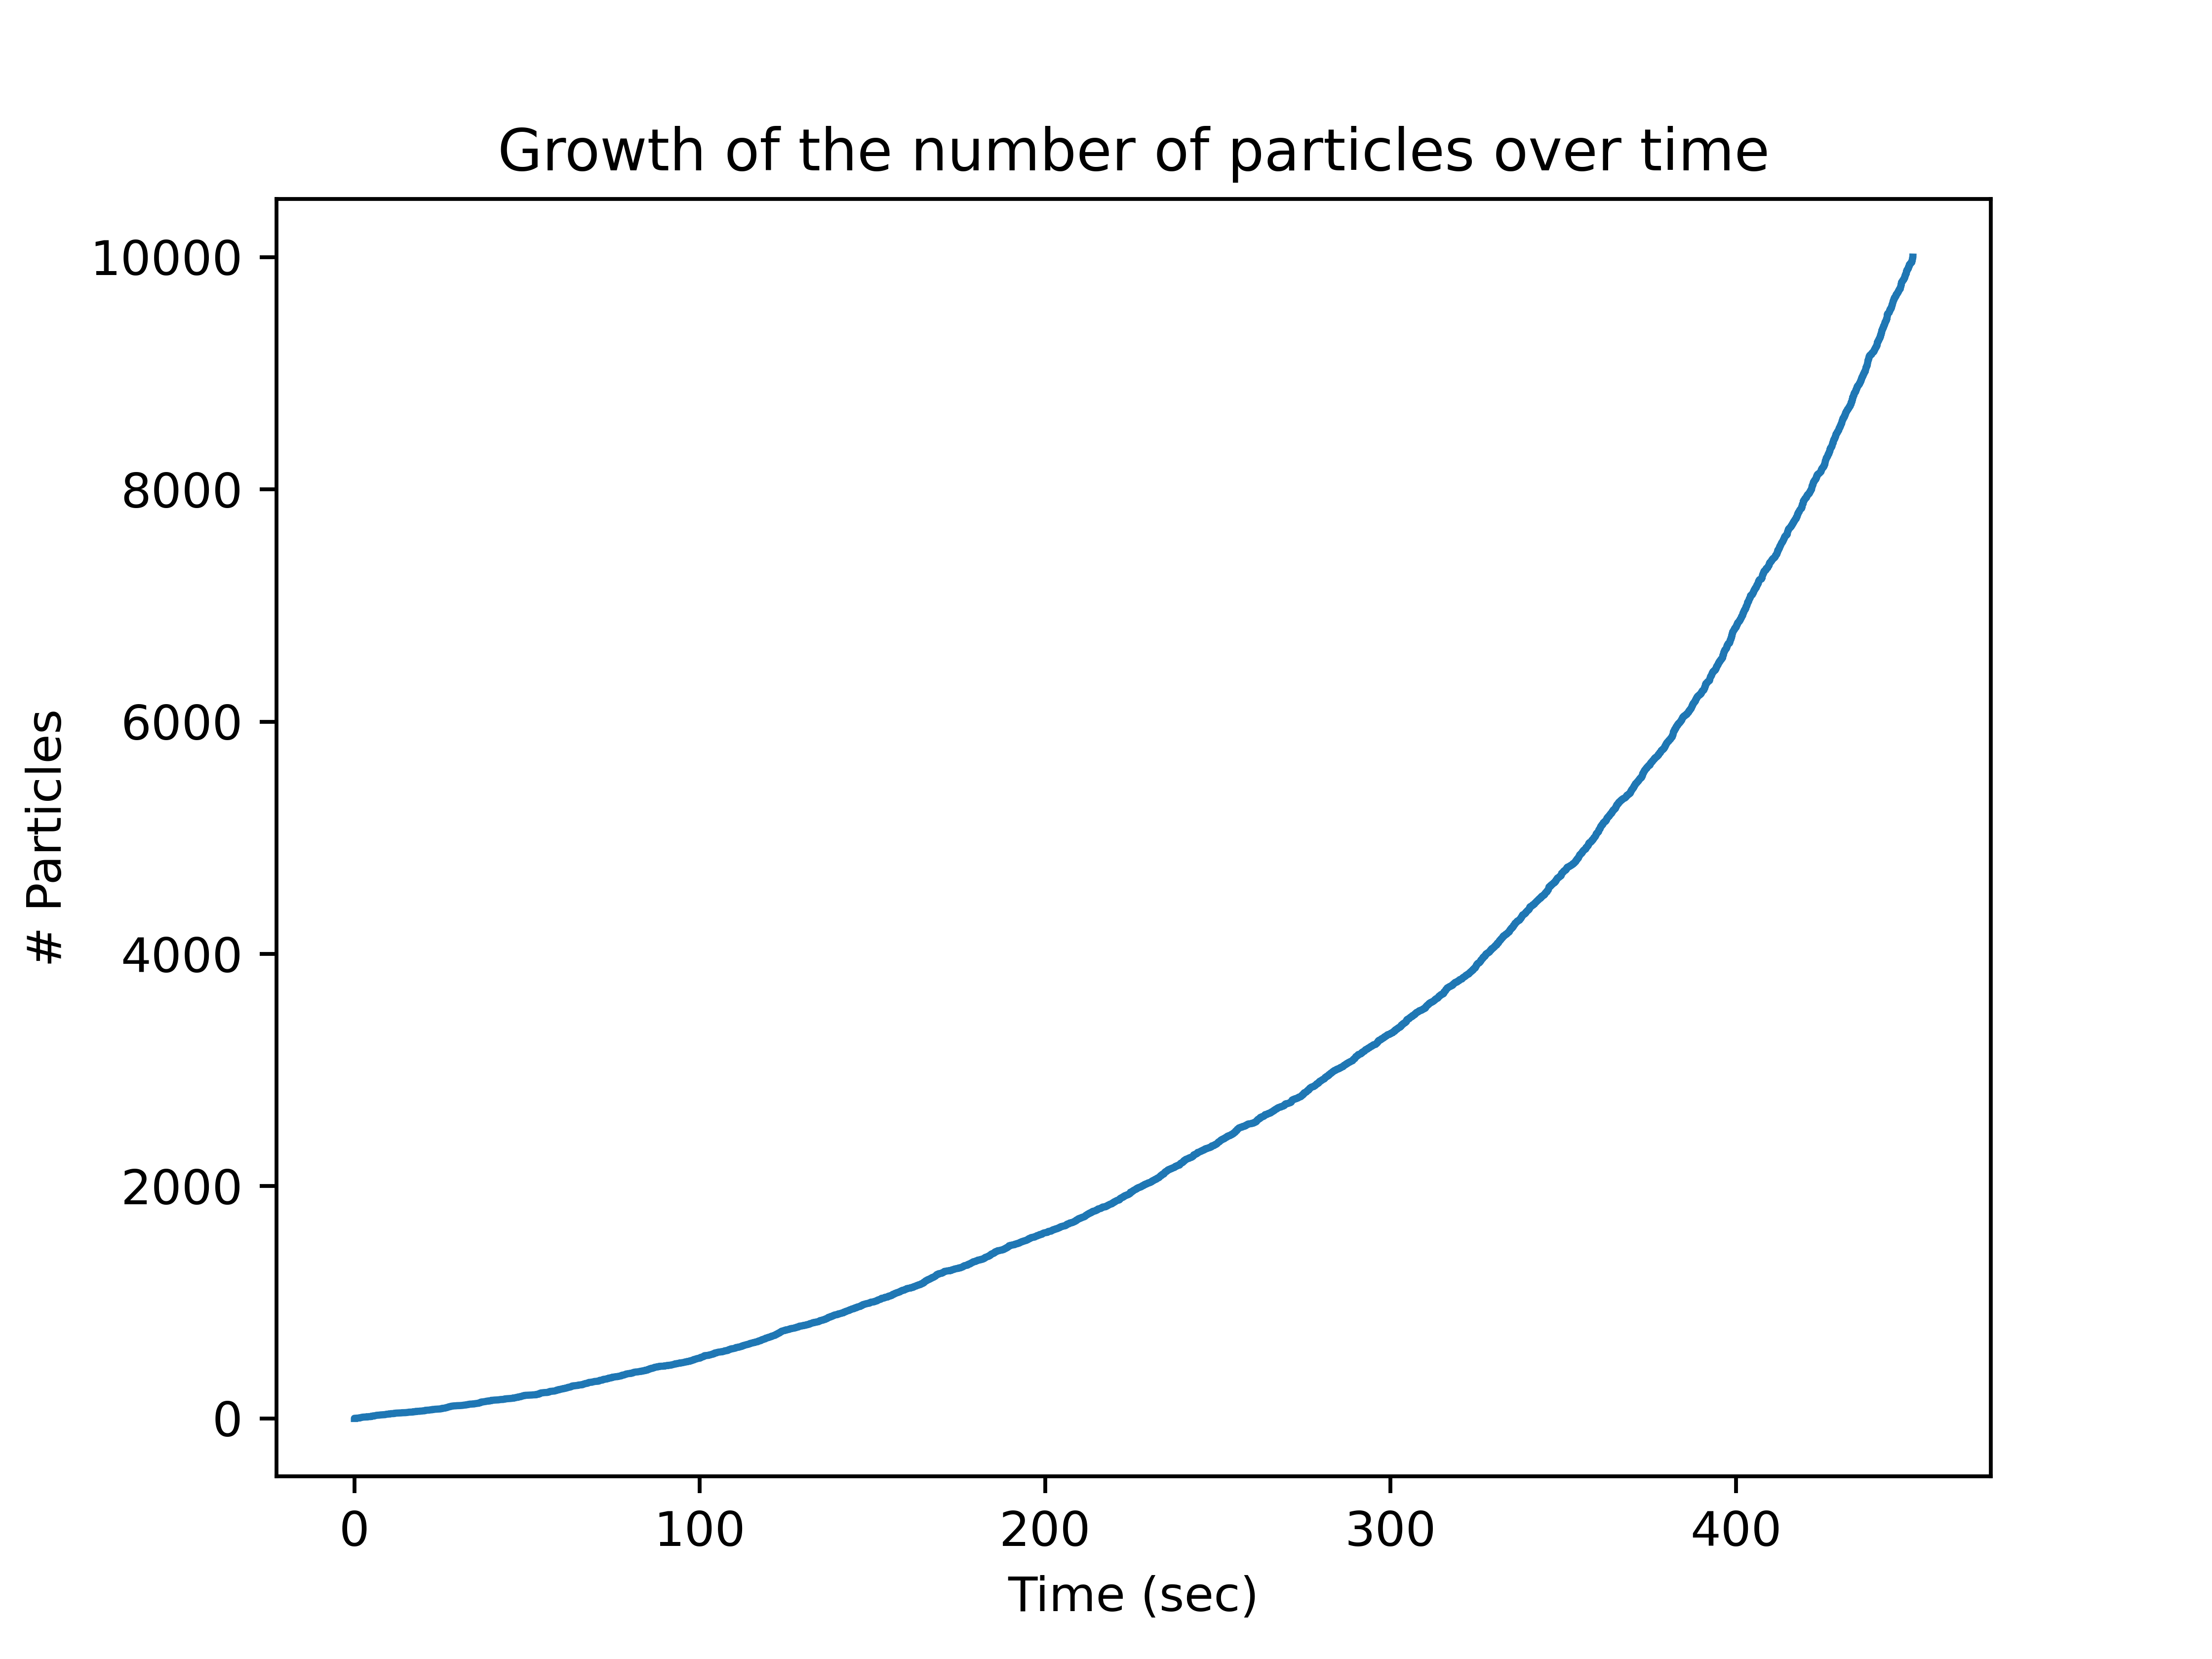 Growth of the number of particles over time
10000
8000
6000
4000
2000
0
# Particles
0 100 200 300 400
Time (sec)